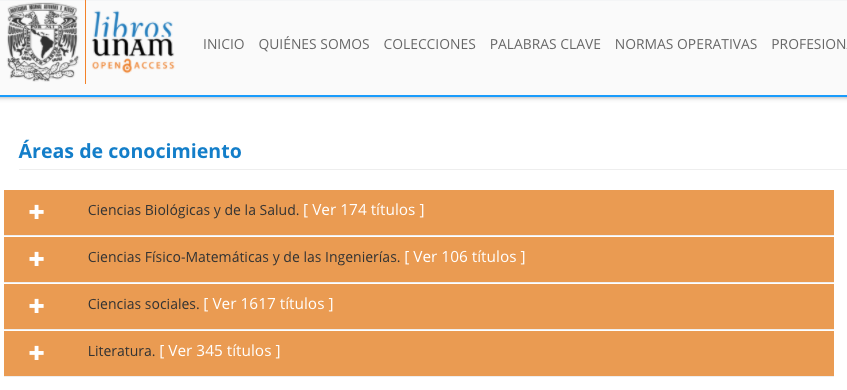 libros
unam
OPEN ACCESS
INICIO QUIÉNES SOMOS COLECCIONES PALABRAS CLAVE NORMAS OPERATIVAS PROFESION
Áreas de conocimiento
Ciencias Biológicas y de la Salud. [ Ver 174 títulos ]
Ciencias Físico-Matemáticas y de las Ingenierías. [ Ver 106 títulos ]
Ciencias sociales. [ Ver 1617 títulos ]
Literatura. [ Ver 345 títulos ]